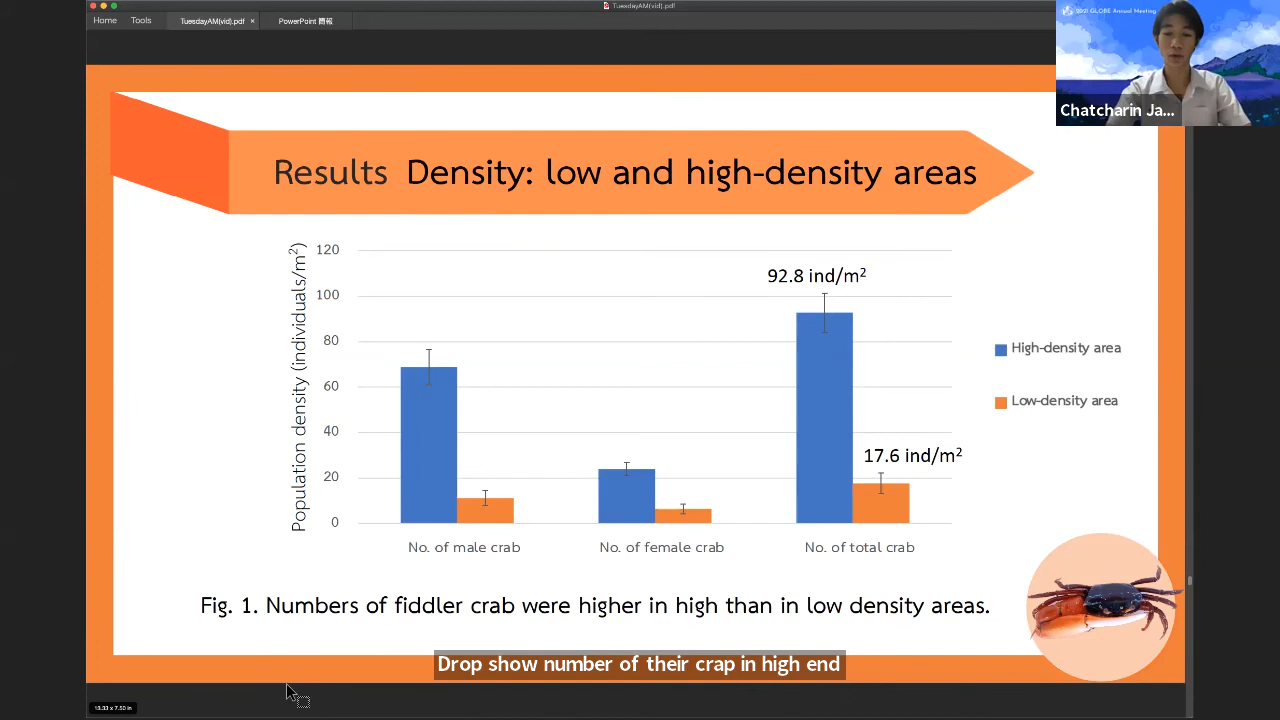 TuesdayAM(vid).pdf
Home Tools TuesdayAM(vid).pdf × PowerPoint 簡報
2021 GLOBE Annual Meeting
Chatcharin Ja...
Results Density: low and high-density areas
Population density (individuals/m²)
120
100
80
60
40
20
0
92.8 ind/m²
17.6 ind/m²
High-density area
Low-density area
No. of male crab
No. of female crab
No. of total crab
Fig. 1. Numbers of fiddler crab were higher in high than in low density areas.
Drop show number of their crap in high end
13.33 x 7.50 in